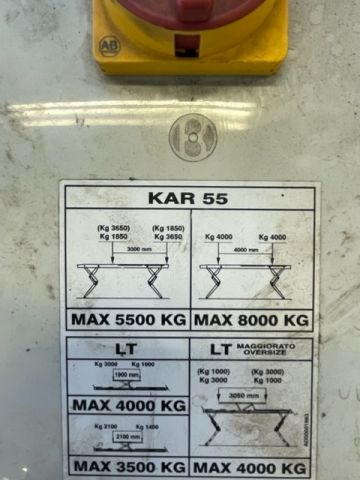 AB
KAR 55
(Kg 3650) (Kg 1850)
Kg 1850 Kg 3650
3000 mm
MAX 5500 KG
Kg 4000 Kg 4000
4000 mm
MAX 8000 KG
LT
Kg 3000 Kg 1000
1900 mm
MAX 4000 KG
Kg 2100 Kg 1400
2100 mm
MAX 3500 KG
LT MAGGIORATO
OVERSIZE
(Kg 1000) (Kg 3000)
Kg 3000 Kg 1000
3050 mm
MAX 4000 KG